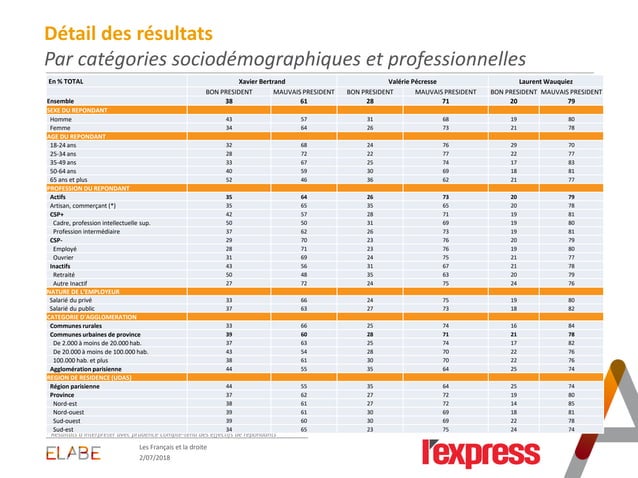 Détail des résultats
Par catégories sociodémographiques et professionnelles
En % TOTAL Xavier Bertrand Valérie Pécresse Laurent Wauquiez
BON PRESIDENT MAUVAIS PRESIDENT BON PRESIDENT MAUVAIS PRESIDENT BON PRESIDENT MAUVAIS PRESIDENT
Ensemble 38 61 28 71 20 79
SEXE DU REPONDANT
Homme 43 57 31 68 19 80
Femme 34 64 26 73 21 78
AGE DU REPONDANT
18-24 ans 32 68 24 76 29 70
25-34 ans 28 72 22 77 22 77
35-49 ans 33 67 25 74 17 83
50-64 ans 40 59 30 69 18 81
65 ans et plus 52 46 36 62 21 77
PROFESSION DU REPONDANT
Actifs 35 64 26 73 20 79
Artisan, commerçant (*) 35 65 35 65 20 78
CSP+ 42 57 28 71 19 81
Cadre, profession intellectuelle sup. 50 50 31 69 19 80
Profession intermédiaire 37 62 26 73 19 81
CSP- 29 70 23 76 20 79
Employé 28 71 23 76 19 80
Ouvrier 31 69 24 75 21 77
Inactifs 43 56 31 67 21 78
Retraité 50 48 35 63 20 79
Autre Inactif 27 72 24 75 24 76
NATURE DE L'EMPLOYEUR
Salarié du privé 33 66 24 75 19 80
Salarié du public 37 63 27 73 18 82
CATEGORIE D'AGGLOMERATION
Communes rurales 33 66 25 74 16 84
Communes urbaines de province 39 60 28 71 21 78
De 2.000 à moins de 20.000 hab. 37 63 25 74 17 82
De 20.000 à moins de 100.000 hab. 43 54 28 70 22 76
100.000 hab. et plus 38 61 30 70 22 76
Agglomération parisienne 44 55 35 64 25 74
REGION DE RESIDENCE (UDA5)
Région parisienne 44 55 35 64 25 74
Province 37 62 27 72 19 80
Nord-est 38 61 27 72 14 85
Nord-ouest 39 61 30 69 18 81
Sud-ouest 39 60 30 69 22 78
Sud-est 34 65 23 75 24 74
Résultats à interpréter avec prudence compte-tenu des effectifs de répondants
ELABE
Les Français et la droite
2/07/2018
l'express